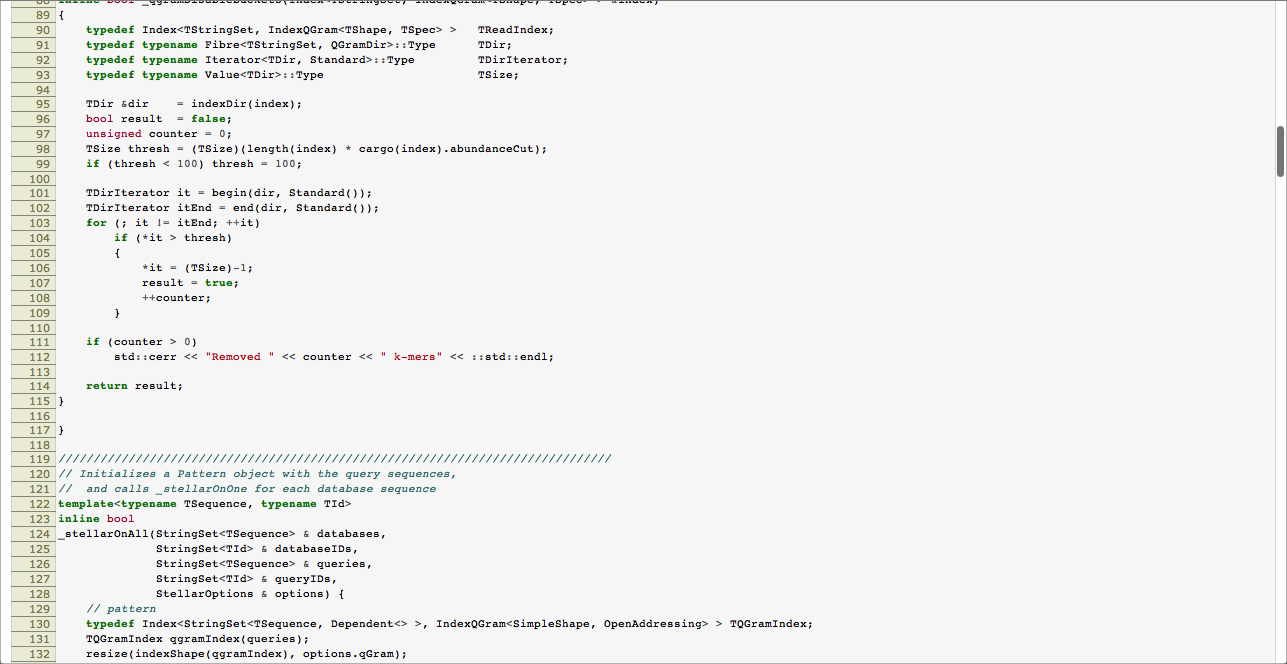 89 {
90     typedef Index<TStringSet, IndexQGram<TShape, TSpec> >   TReadIndex;
91     typedef typename Fibre<TStringSet, QGramDir>::Type      TDir;
92     typedef typename Iterator<TDir, Standard>::Type         TDirIterator;
93     typedef typename Value<TDir>::Type                      TSize;
94
95     TDir &dir    = indexDir(index);
96     bool result  = false;
97     unsigned counter = 0;
98     TSize thresh = (TSize)(length(index) * cargo(index).abundanceCut);
99     if (thresh < 100) thresh = 100;
100
101     TDirIterator it = begin(dir, Standard());
102     TDirIterator itEnd = end(dir, Standard());
103     for (; it != itEnd; ++it)
104         if (*it > thresh)
105         {
106             *it = (TSize)-1;
107             result = true;
108             ++counter;
109         }
110
111     if (counter > 0)
112         std::cerr << "Removed " << counter << " k-mers" << ::std::endl;
113
114     return result;
115 }
116
117 }
118
119 ///////////////////////////////////////////////////////////////////////////////
120 // Initializes a Pattern object with the query sequences,
121 //  and calls _stellarOnOne for each database sequence
122 template<typename TSequence, typename TId>
123 inline bool
124 _stellarOnAll(StringSet<TSequence> & databases,
125               StringSet<TId> & databaseIDs,
126               StringSet<TSequence> & queries,
127               StringSet<TId> & queryIDs,
128               StellarOptions & options) {
129     // pattern
130     typedef Index<StringSet<TSequence, Dependent<> >, IndexQGram<SimpleShape, OpenAddressing> > TQGramIndex;
131     TQGramIndex qgramIndex(queries);
132     resize(indexShape(qgramIndex), options.qGram);